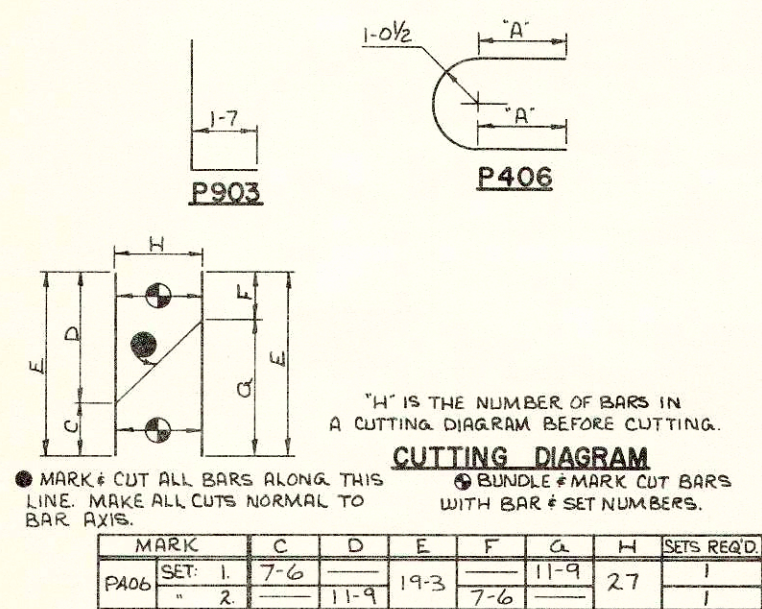 1-0½
"A"
1-7
"A"
P903
P406
H
F
D
E
E
G
C
"H" IS THE NUMBER OF BARS IN
A CUTTING DIAGRAM BEFORE CUTTING.
CUTTING DIAGRAM
MARK & CUT ALL BARS ALONG THIS
LINE. MAKE ALL CUTS NORMAL TO
BAR AXIS.
BUNDLE & MARK CUT BARS
WITH BAR & SET NUMBERS.
MARK C D E F G H SETS REQ'D.
PA06 SET: 1. 7-6 — 19-3 — 11-9 27 1
" 2. — 11-9 7-6 — 1